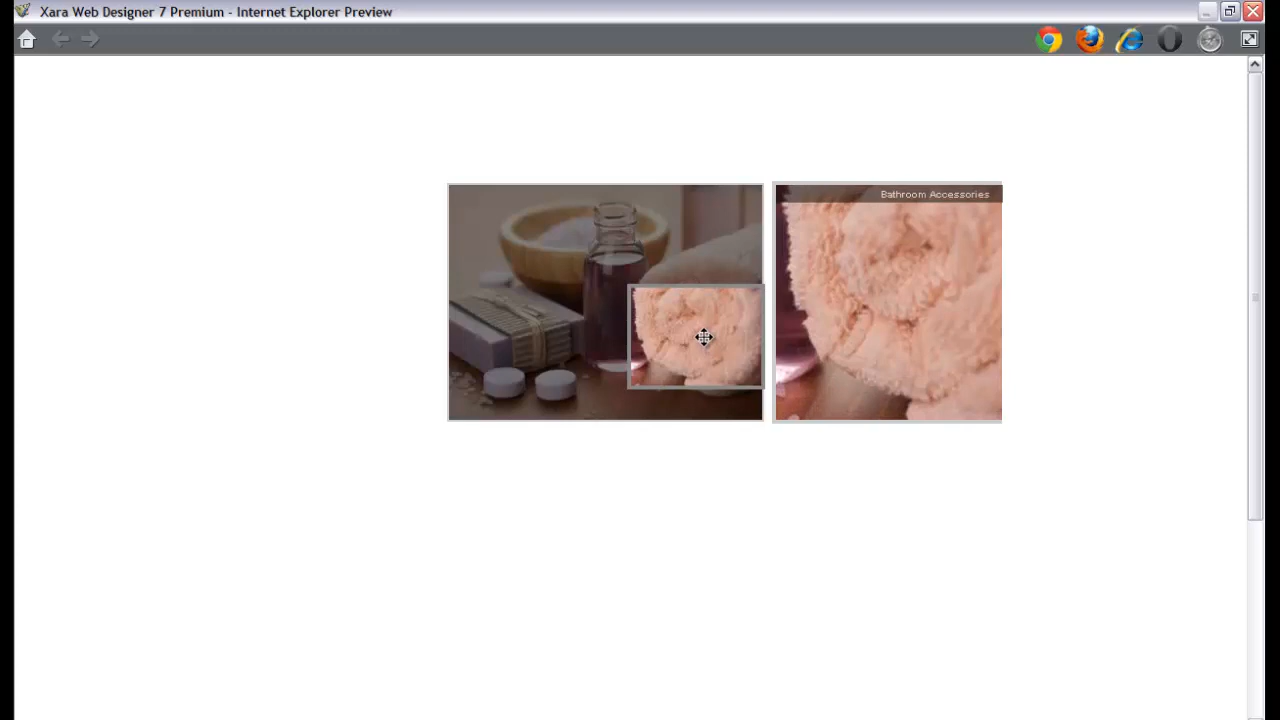 Xara Web Designer 7 Premium - Internet Explorer Preview
Bathroom Accessories